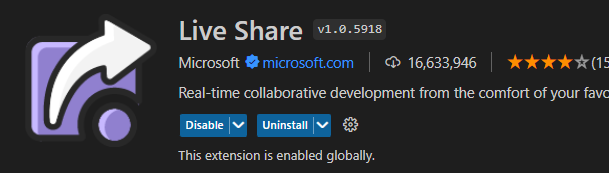 Live Share v1.0.5918
Microsoft microsoft.com 16,633,946 (15
Real-time collaborative development from the comfort of your favo
Disable Uninstall
This extension is enabled globally.